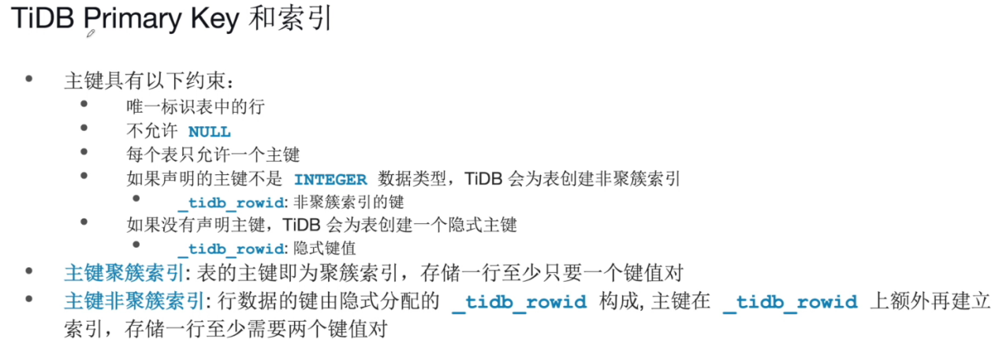 TiDB Primary Key 和索引
• 主键具有以下约束：
• 唯一标识表中的行
• 不允许 NULL
• 每个表只允许一个主键
• 如果声明的主键不是 INTEGER 数据类型，TiDB 会为表创建非聚簇索引
• _tidb_rowid: 非聚簇索引的键
• 如果没有声明主键，TiDB 会为表创建一个隐式主键
• _tidb_rowid: 隐式键值
• 主键聚簇索引: 表的主键即为聚簇索引，存储一行至少只要一个键值对
• 主键非聚簇索引: 行数据的键由隐式分配的 _tidb_rowid 构成, 主键在 _tidb_rowid 上额外再建立
索引，存储一行至少需要两个键值对